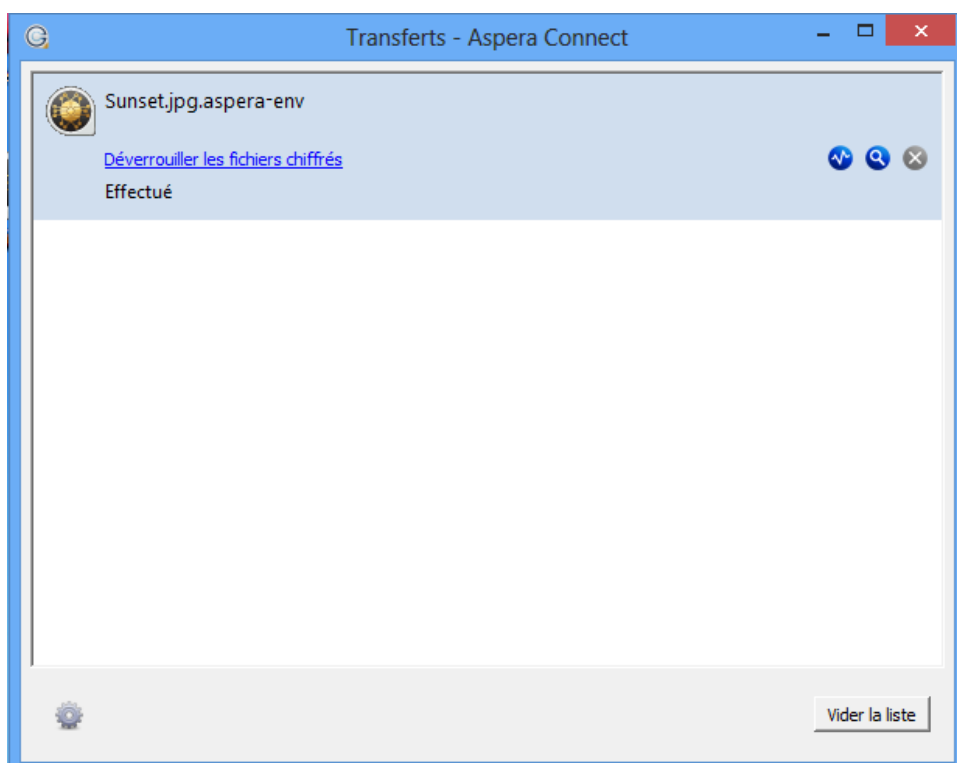 Transferts - Aspera Connect
Sunset.jpg.aspera-env
Déverrouiller les fichiers chiffrés
Effectué
Vider la liste